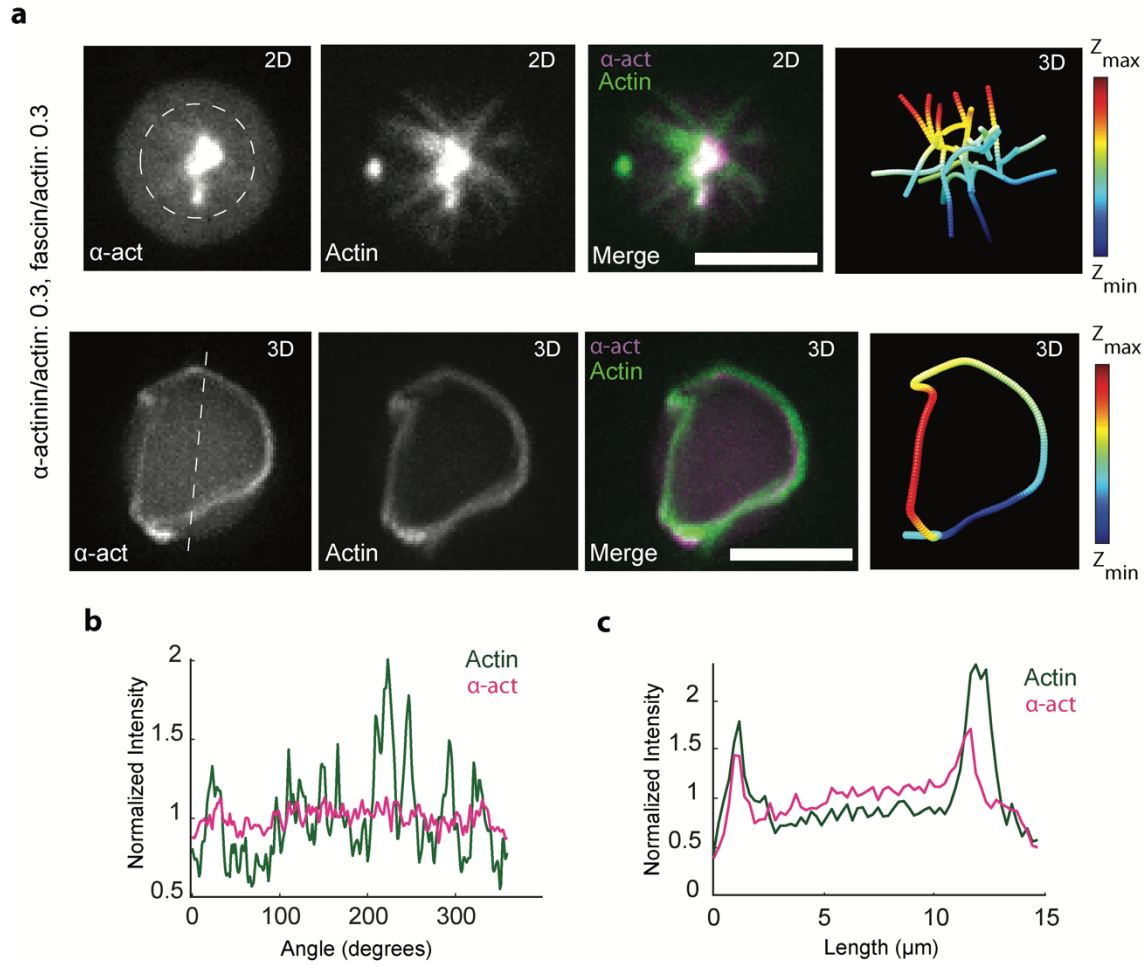 a
α-actinin/actin: 0.3, fascin/actin: 0.3
2D
α-act
2D
Actin
α-act
Actin
2D
Merge
3D
Zmax
Zmin
3D
α-act
3D
Actin
α-act
Actin
3D
Merge
3D
Zmax
Zmin
b
Normalized Intensity
2
1.5
1
0.5
Actin
α-act
0 100 200 300
Angle (degrees)
c
Normalized Intensity
2
1.5
1
0.5
0
Actin
α-act
0 5 10 15
Length (μm)